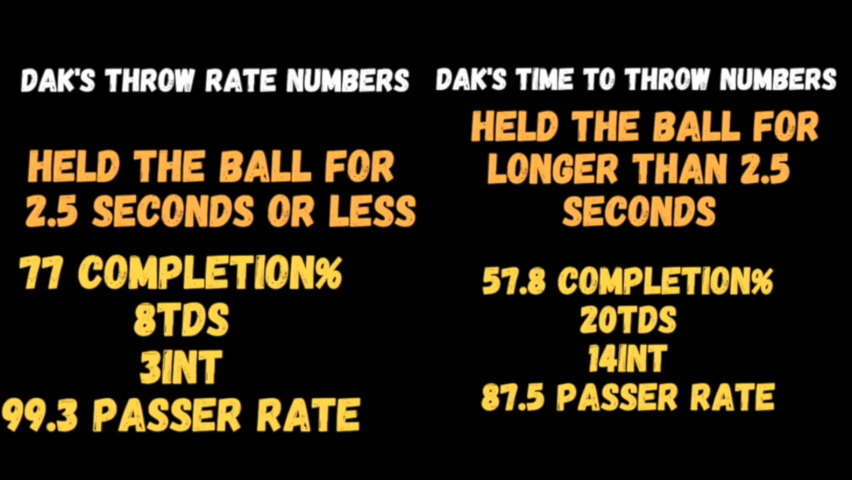 DAK'S THROW RATE NUMBERS
HELD THE BALL FOR
2.5 SECONDS OR LESS
77 COMPLETION%
8TDS
3INT
99.3 PASSER RATE
DAK'S TIME TO THROW NUMBERS
HELD THE BALL FOR
LONGER THAN 2.5
SECONDS
57.8 COMPLETION%
20TDS
14INT
87.5 PASSER RATE